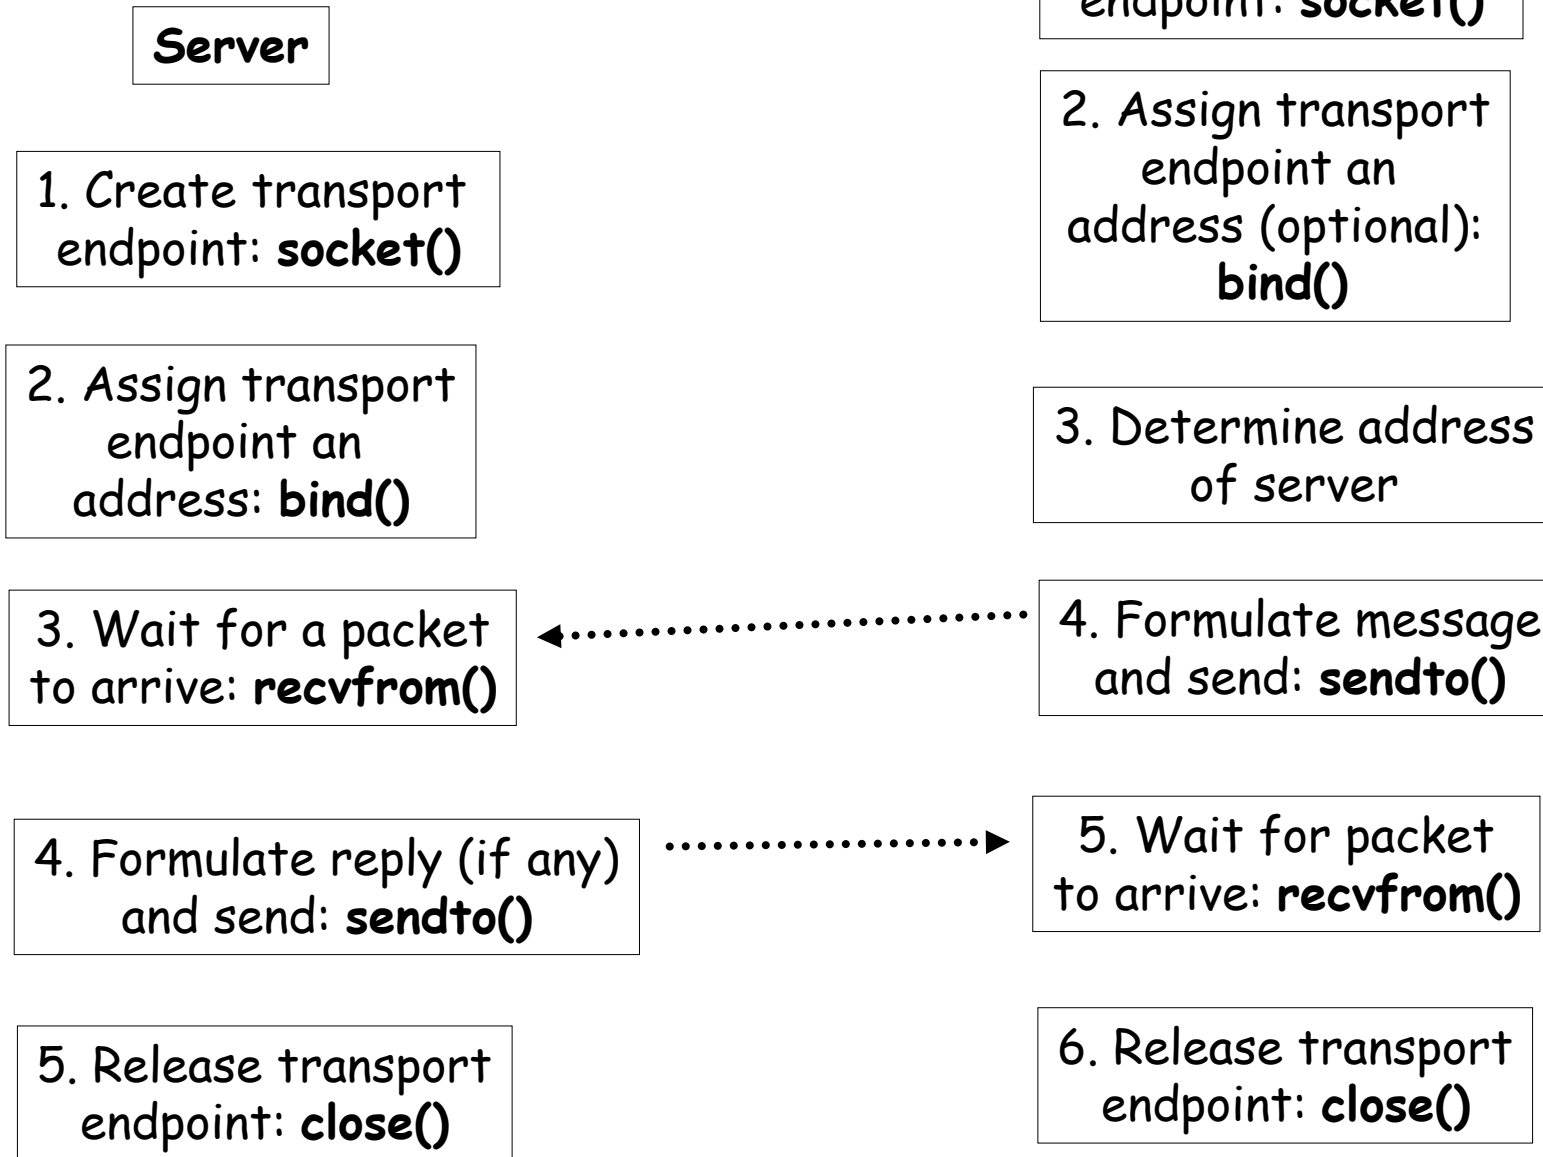 Server
1. Create transport
endpoint: socket()
2. Assign transport
endpoint an
address: bind()
3. Wait for a packet
to arrive: recvfrom()
4. Formulate reply (if any)
and send: sendto()
5. Release transport
endpoint: close()
endpoint: socket()
2. Assign transport
endpoint an
address (optional):
bind()
3. Determine address
of server
4. Formulate message
and send: sendto()
5. Wait for packet
to arrive: recvfrom()
6. Release transport
endpoint: close()